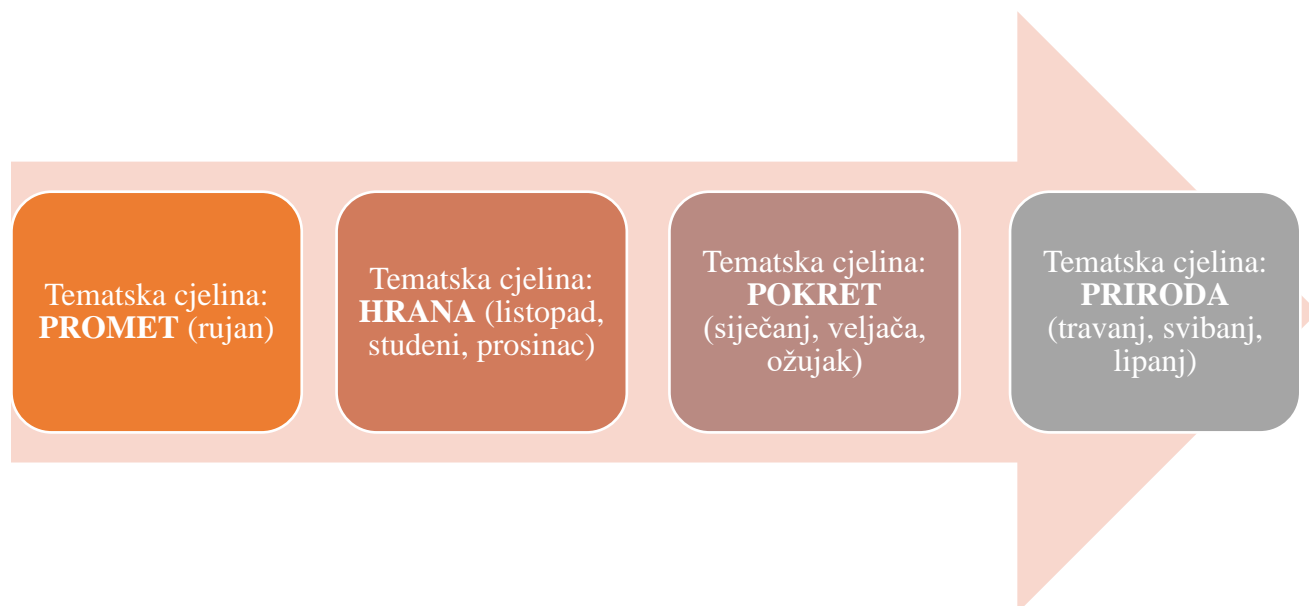 Tematska cjelina:
PROMET (rujan)
Tematska cjelina:
HRANA (listopad,
studeni, prosinac)
Tematska cjelina:
POKRET
(siječanj, veljača,
ožujak)
Tematska cjelina:
PRIRODA
(travanj, svibanj,
lipanj)